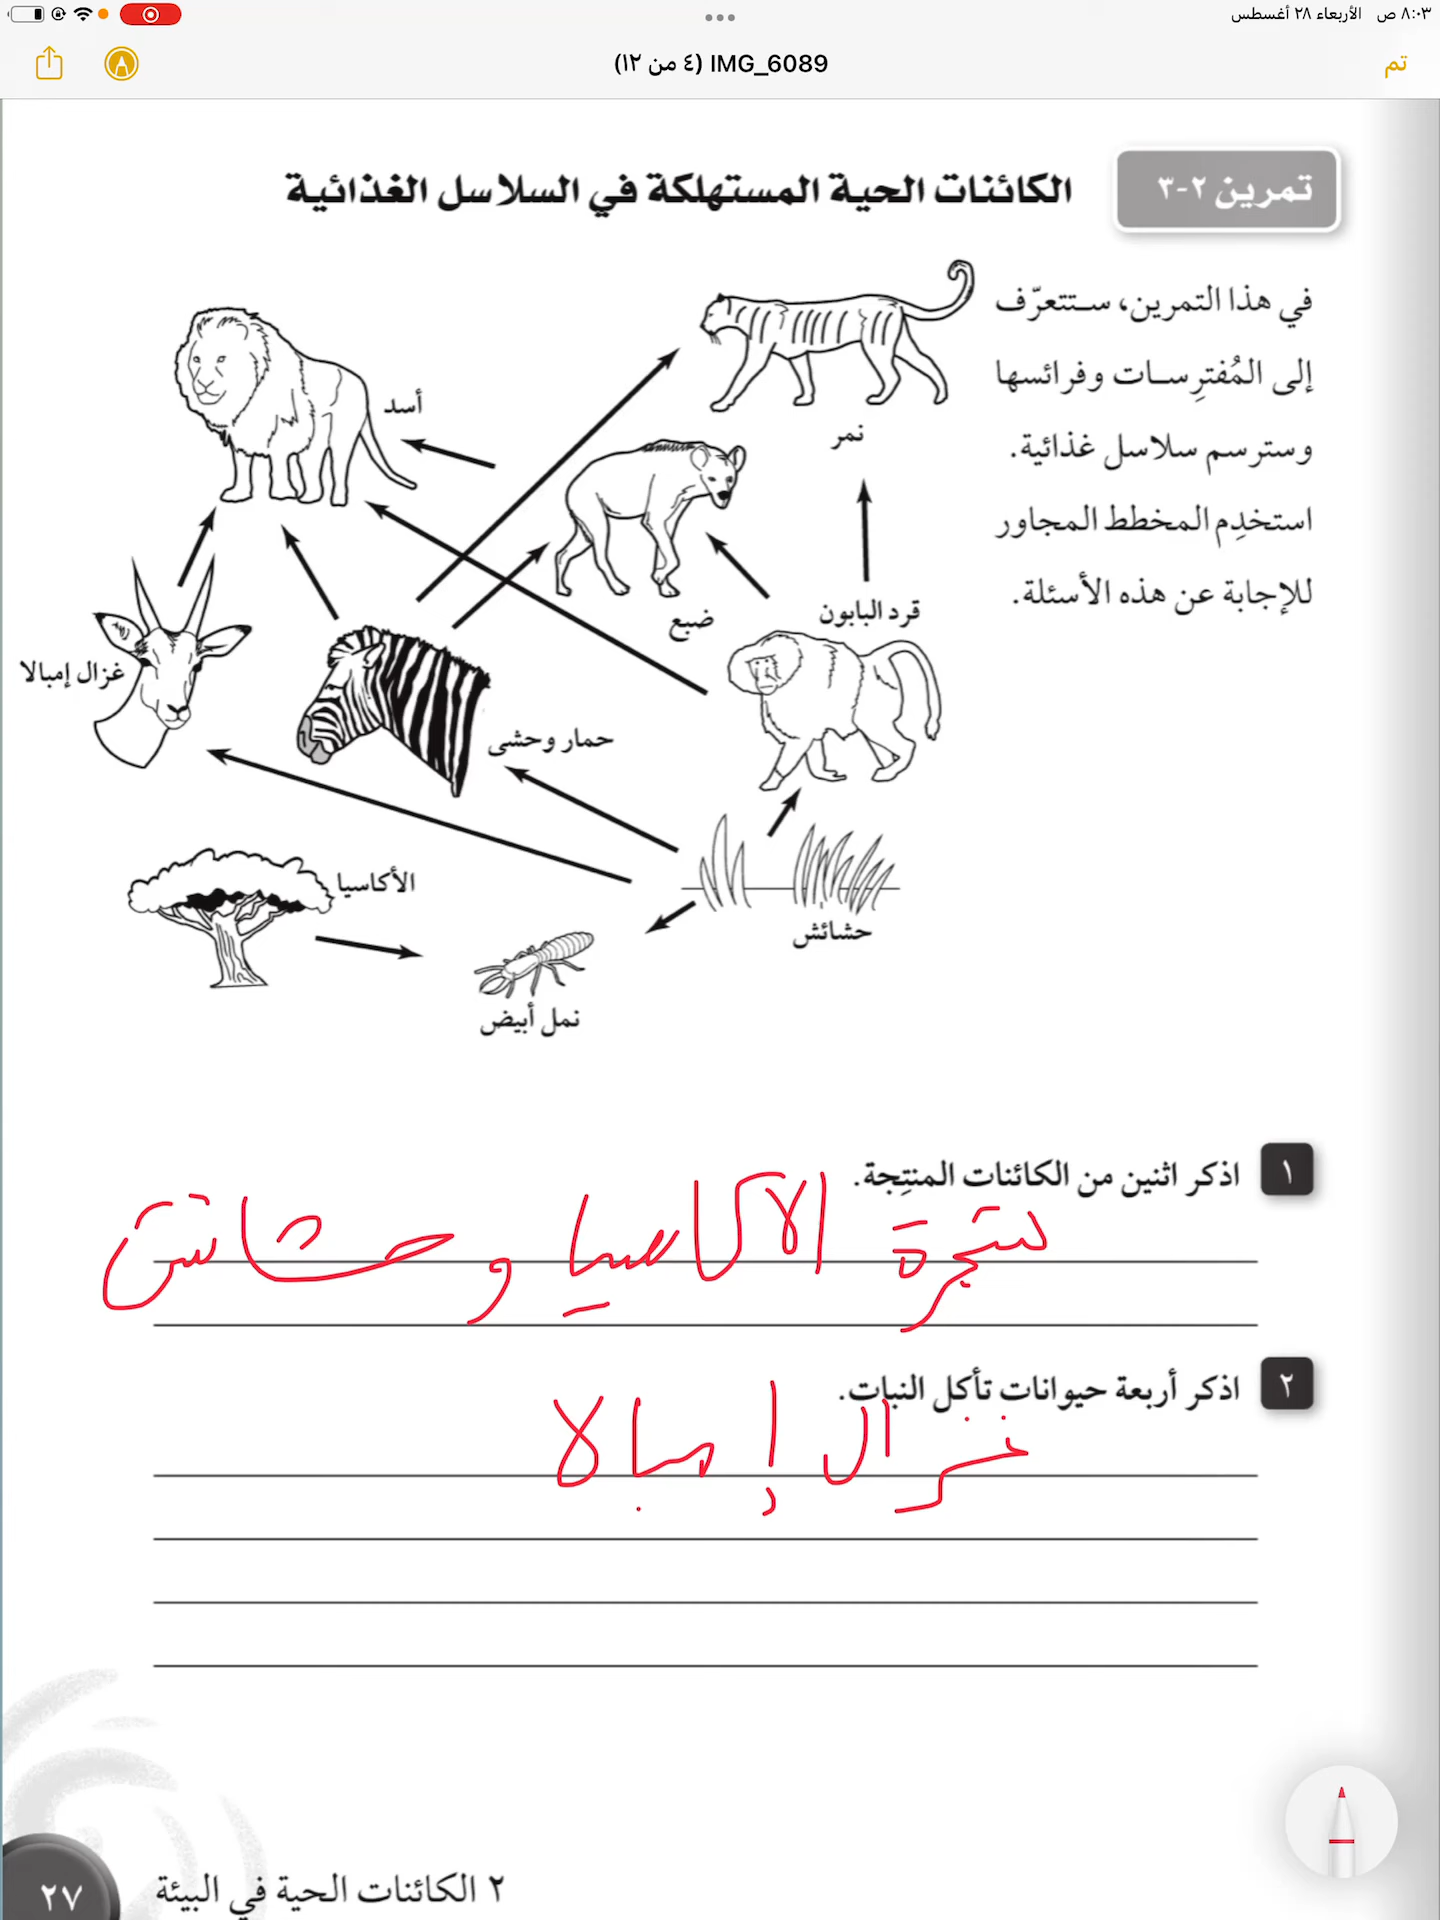 ٨:٠٣ ص الأربعاء ٢٨ أغسطس
تم
IMG_6089 (٤ من ١٢)
تمرين ٢-٣
الكائنات الحية المستهلكة في السلاسل الغذائية
في هذا التمرين، ستتعرّف
إلى المُفترِسات وفرائسها
وسترسم سلاسل غذائية.
استخدِم المخطط المجاور
للإجابة عن هذه الأسئلة.
نمر
أسد
قرد البابون
ضبع
غزال إمبالا
حمار وحشى
الأكاسيا
حشائش
نمل أبيض
١ اذكر اثنين من الكائنات المنتِجة.
شجرة الاكاسيا وحشائش
٢ اذكر أربعة حيوانات تأكل النبات.
غزال إمبالا
٢ الكائنات الحية في البيئة
٢٧